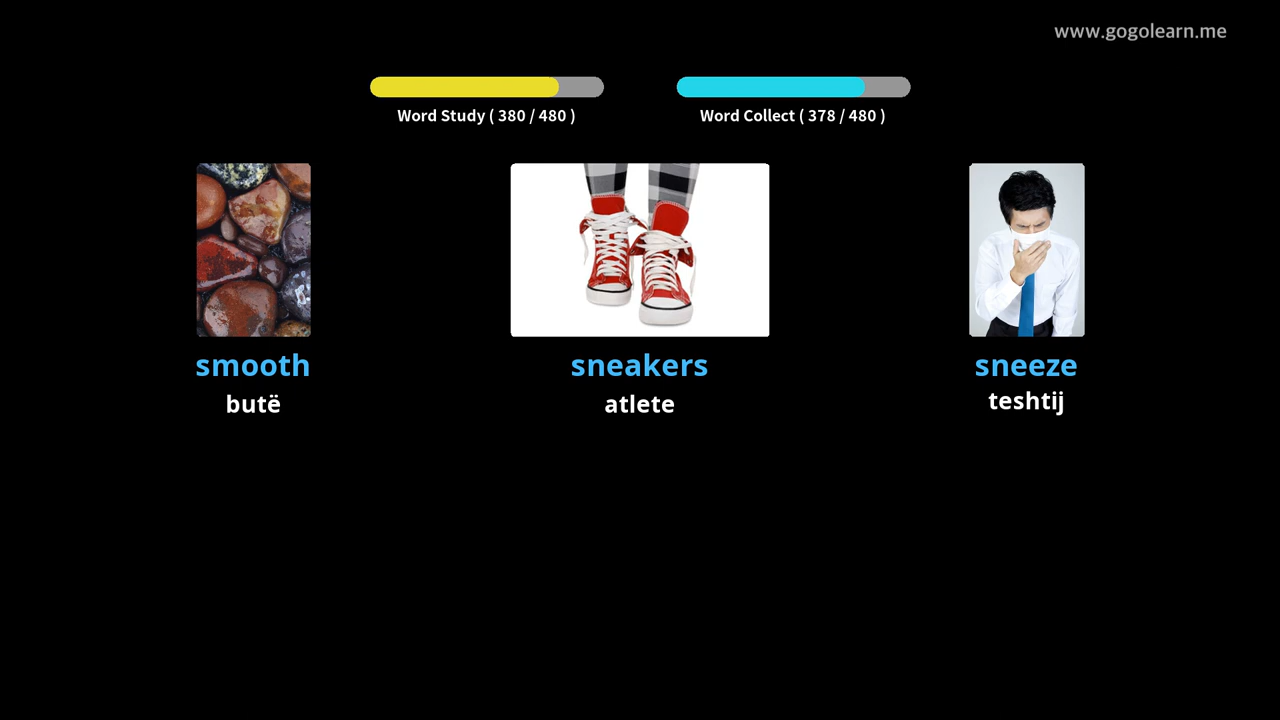 www.gogolearn.me
Word Study ( 380 / 480 )
Word Collect ( 378 / 480 )
smooth
butë
sneakers
atlete
sneeze
teshtij